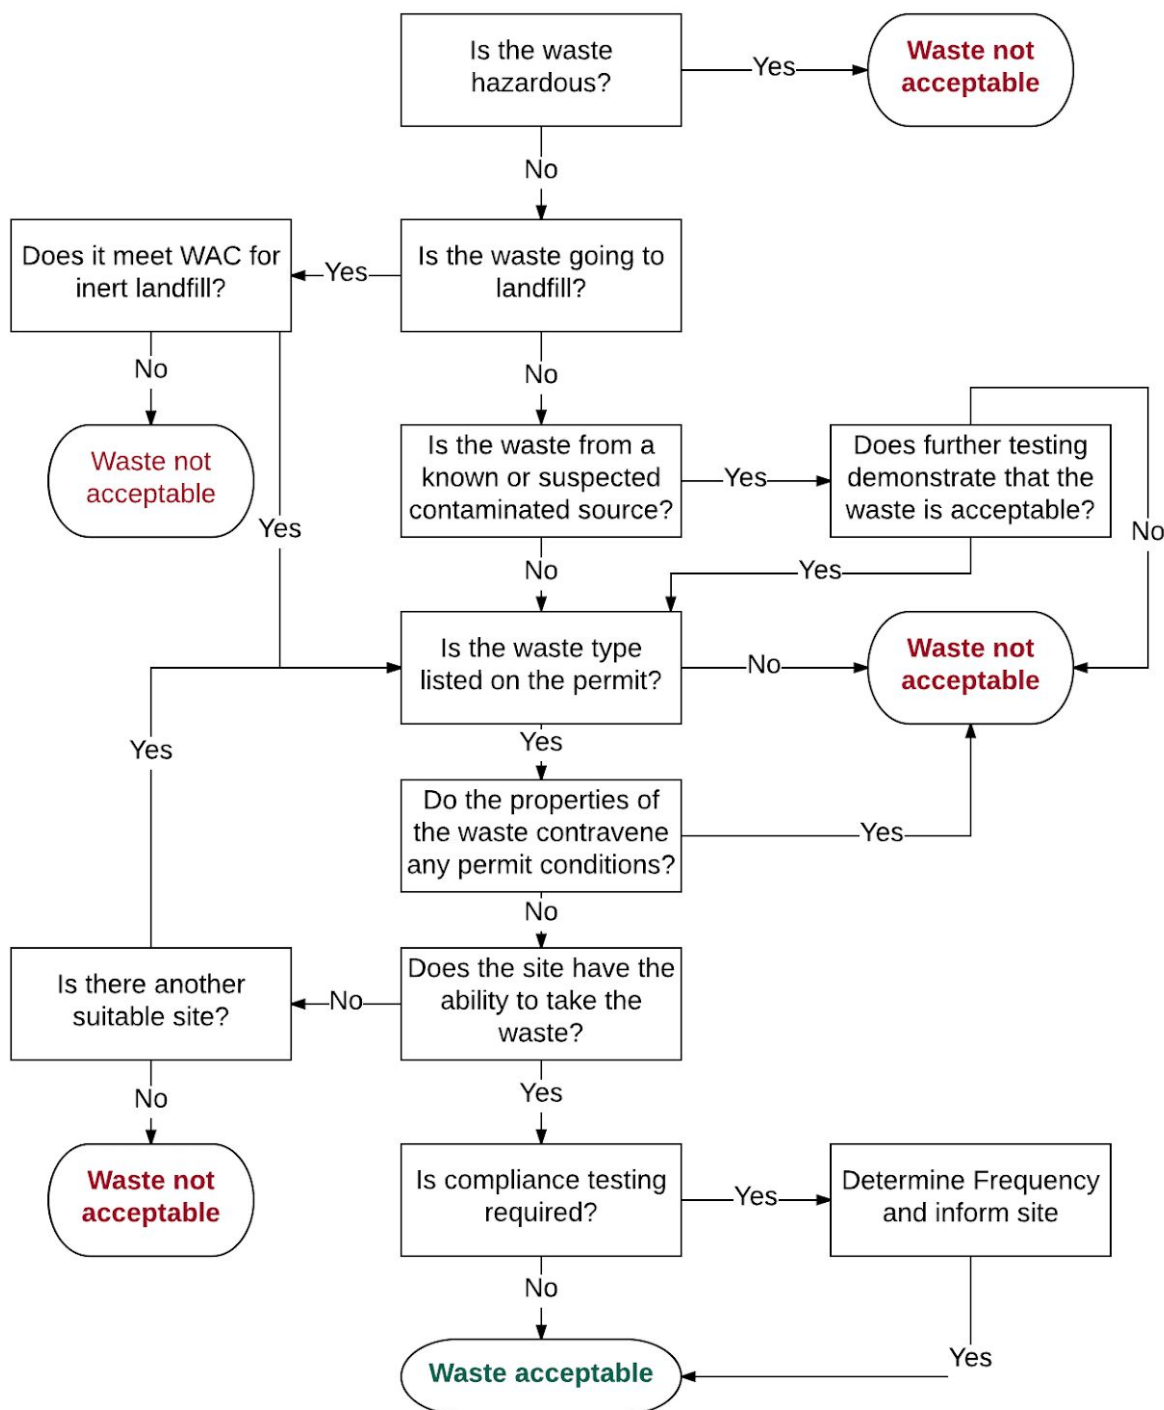 Is the waste
hazardous?
Yes
Waste not
acceptable
No
Does it meet WAC for
inert landfill?
Yes
Is the waste going to
landfill?
No
Waste not
acceptable
Yes
No
Is the waste from a
known or suspected
contaminated source?
Yes
Does further testing
demonstrate that the
waste is acceptable?
No
No
Yes
Is the waste type
listed on the permit?
No
Waste not
acceptable
Yes
Yes
Do the properties of
the waste contravene
any permit conditions?
Yes
No
Is there another
suitable site?
No
Does the site have the
ability to take the
waste?
No
Waste not
acceptable
Yes
Is compliance testing
required?
Yes
Determine Frequency
and inform site
No
Yes
Waste acceptable